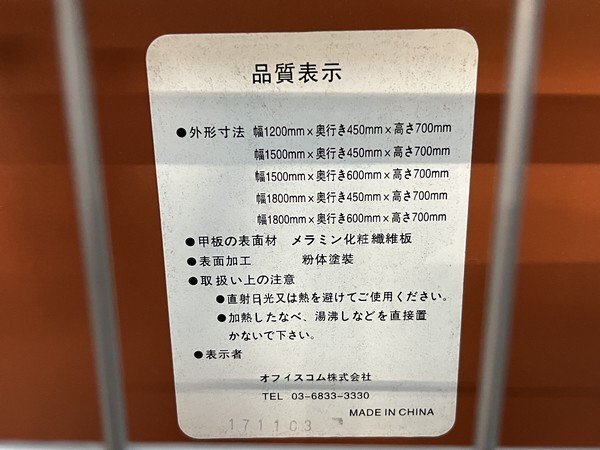 品質表示
●外形寸法 幅1200mm×奥行き450mm×高さ700mm
幅1500mm×奥行き450mm×高さ700mm
幅1500mm×奥行き600mm×高さ700mm
幅1800mm×奥行き450mm×高さ700mm
幅1800mm×奥行き600mm×高さ700mm
●甲板の表面材 メラミン化粧繊維板
●表面加工 粉体塗装
●取扱い上の注意
●直射日光又は熱を避けてご使用ください。
●加熱したなべ、湯沸しなどを直接置
かないで下さい。
●表示者
オフィスコム株式会社
TEL 03-6833-3330
MADE IN CHINA
171103